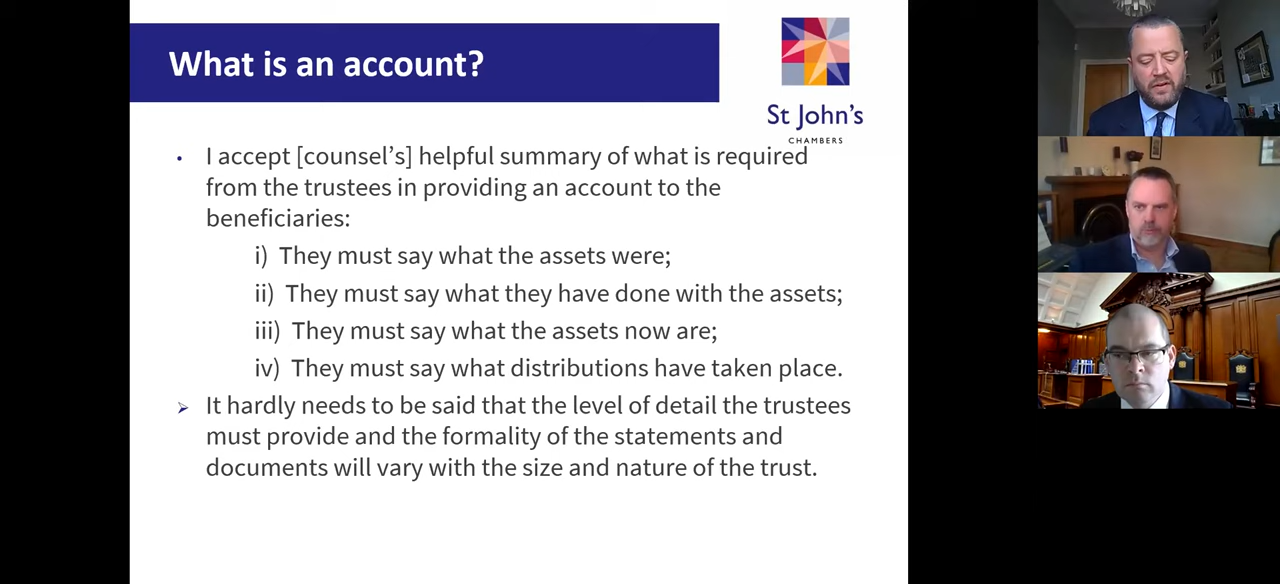 What is an account?
St John's
CHAMBERS
• I accept [counsel's] helpful summary of what is required
from the trustees in providing an account to the
beneficiaries:
i) They must say what the assets were;
ii) They must say what they have done with the assets;
iii) They must say what the assets now are;
iv) They must say what distributions have taken place.
➢ It hardly needs to be said that the level of detail the trustees
must provide and the formality of the statements and
documents will vary with the size and nature of the trust.